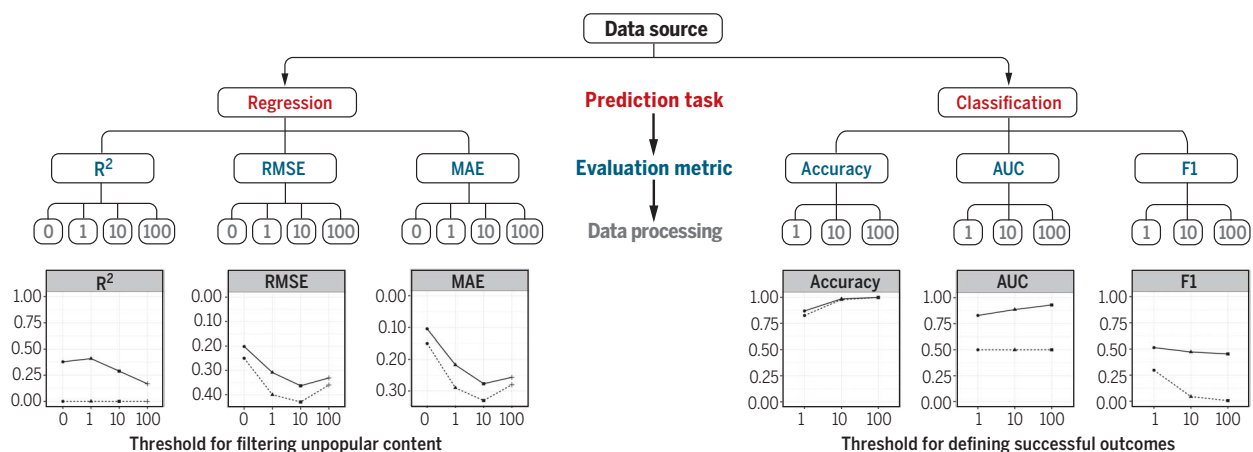 Data source
Regression Prediction task Classification
R² RMSE MAE Evaluation metric Accuracy AUC F1
0 1 10 100 0 1 10 100 0 1 10 100 Data processing 1 10 100 1 10 100 1 10 100
R²
1.00
0.75
0.50
0.25
0.00
0 1 10 100
RMSE
0.00
0.10
0.20
0.30
0.40
0 1 10 100
MAE
0.10
0.20
0.30
0 1 10 100
Threshold for filtering unpopular content
Accuracy
1.00
0.75
0.50
0.25
0.00
1 10 100
AUC
1.00
0.75
0.50
0.25
0.00
1 10 100
F1
1.00
0.75
0.50
0.25
0.00
1 10 100
Threshold for defining successful outcomes